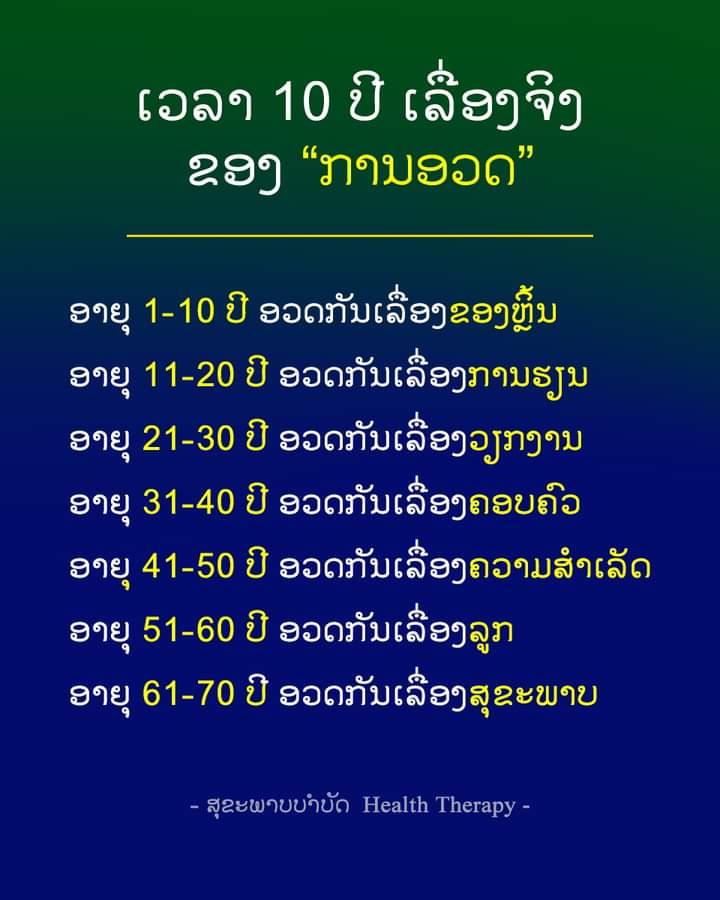 ເວລາ 10 ປີ ເລື່ອງຈິງ
ຂອງ “ການອວດ”
ອາຍຸ 1-10 ປີ ອວດກັນເລື່ອງຂອງຫຼິ້ນ
ອາຍຸ 11-20 ປີ ອວດກັນເລື່ອງການຮຽນ
ອາຍຸ 21-30 ປີ ອວດກັນເລື່ອງວຽກງານ
ອາຍຸ 31-40 ປີ ອວດກັນເລື່ອງຄອບຄົວ
ອາຍຸ 41-50 ປີ ອວດກັນເລື່ອງຄວາມສຳເລັດ
ອາຍຸ 51-60 ປີ ອວດກັນເລື່ອງລູກ
ອາຍຸ 61-70 ປີ ອວດກັນເລື່ອງສຸຂະພາບ
- ສຸຂະພາບບຳບັດ Health Therapy -